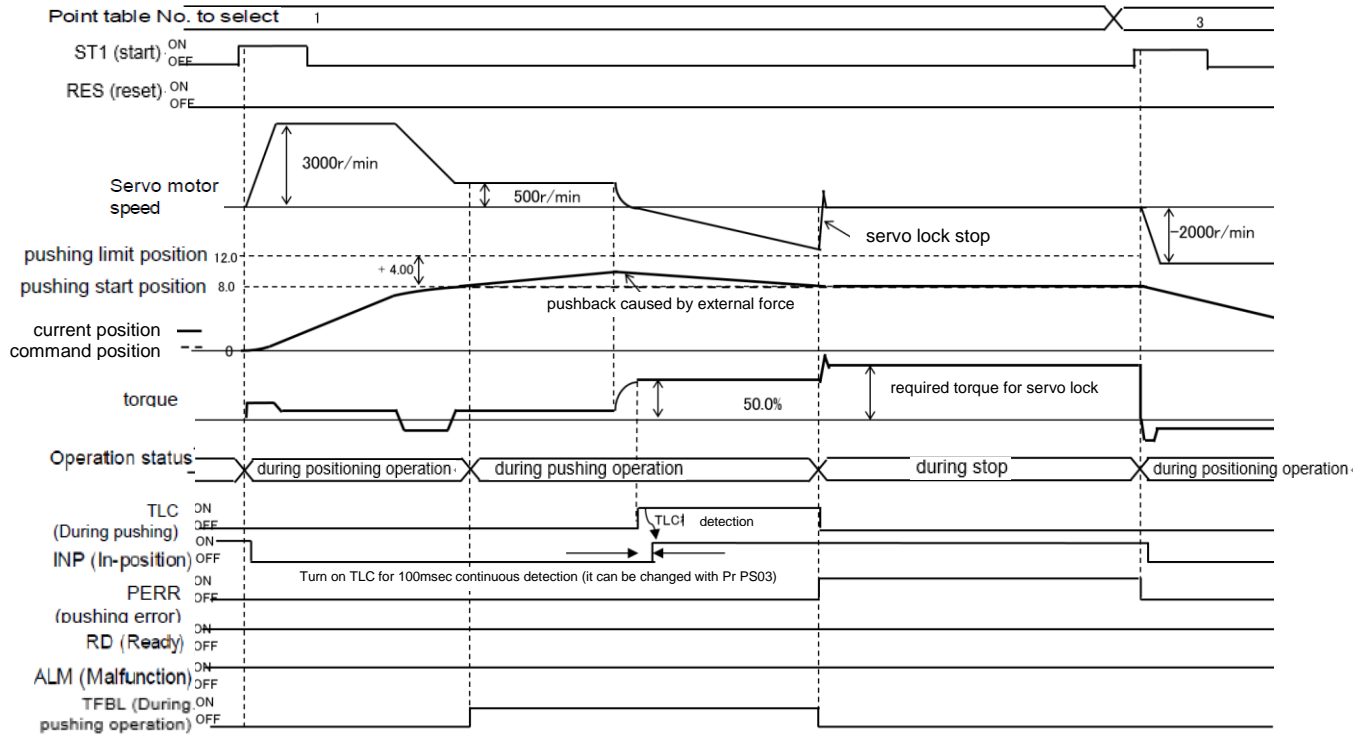 Point table No. to select
1
3
ST1 (start)
ON
OFF
RES (reset)
ON
OFF
3000r/min
Servo motor
speed
500r/min
servo lock stop
-2000r/min
pushing limit position 12.0
+ 4.00
pushing start position 8.0
pushback caused by external force
current position
command position
0
torque
50.0%
required torque for servo lock
Operation status
during positioning operation
during pushing operation
during stop
during positioning operation
TLC
(During pushing)
ON
OFF
TLC detection
INP (In-position)
ON
OFF
Turn on TLC for 100msec continuous detection (it can be changed with Pr PS03)
PERR
(pushing error)
ON
OFF
RD (Ready)
ON
OFF
ALM (Malfunction)
ON
OFF
TFBL (During
pushing operation)
ON
OFF